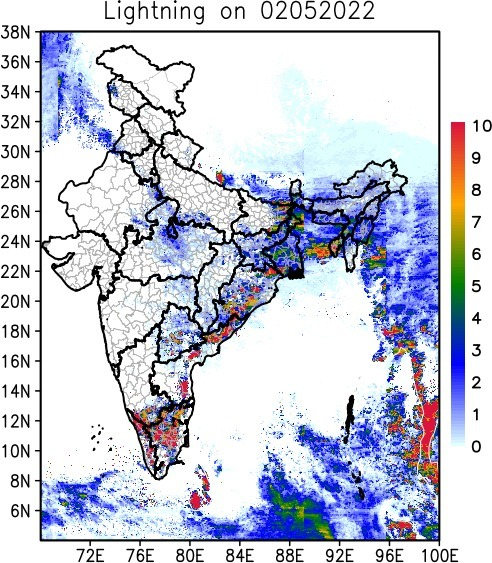 Lightning on 02052022
38N
36N
34N
32N
30N
28N
26N
24N
22N
20N
18N
16N
14N
12N
10N
8N
6N
72E 76E 80E 84E 88E 92E 96E 100E
10
9
8
7
6
5
4
3
2
1
0